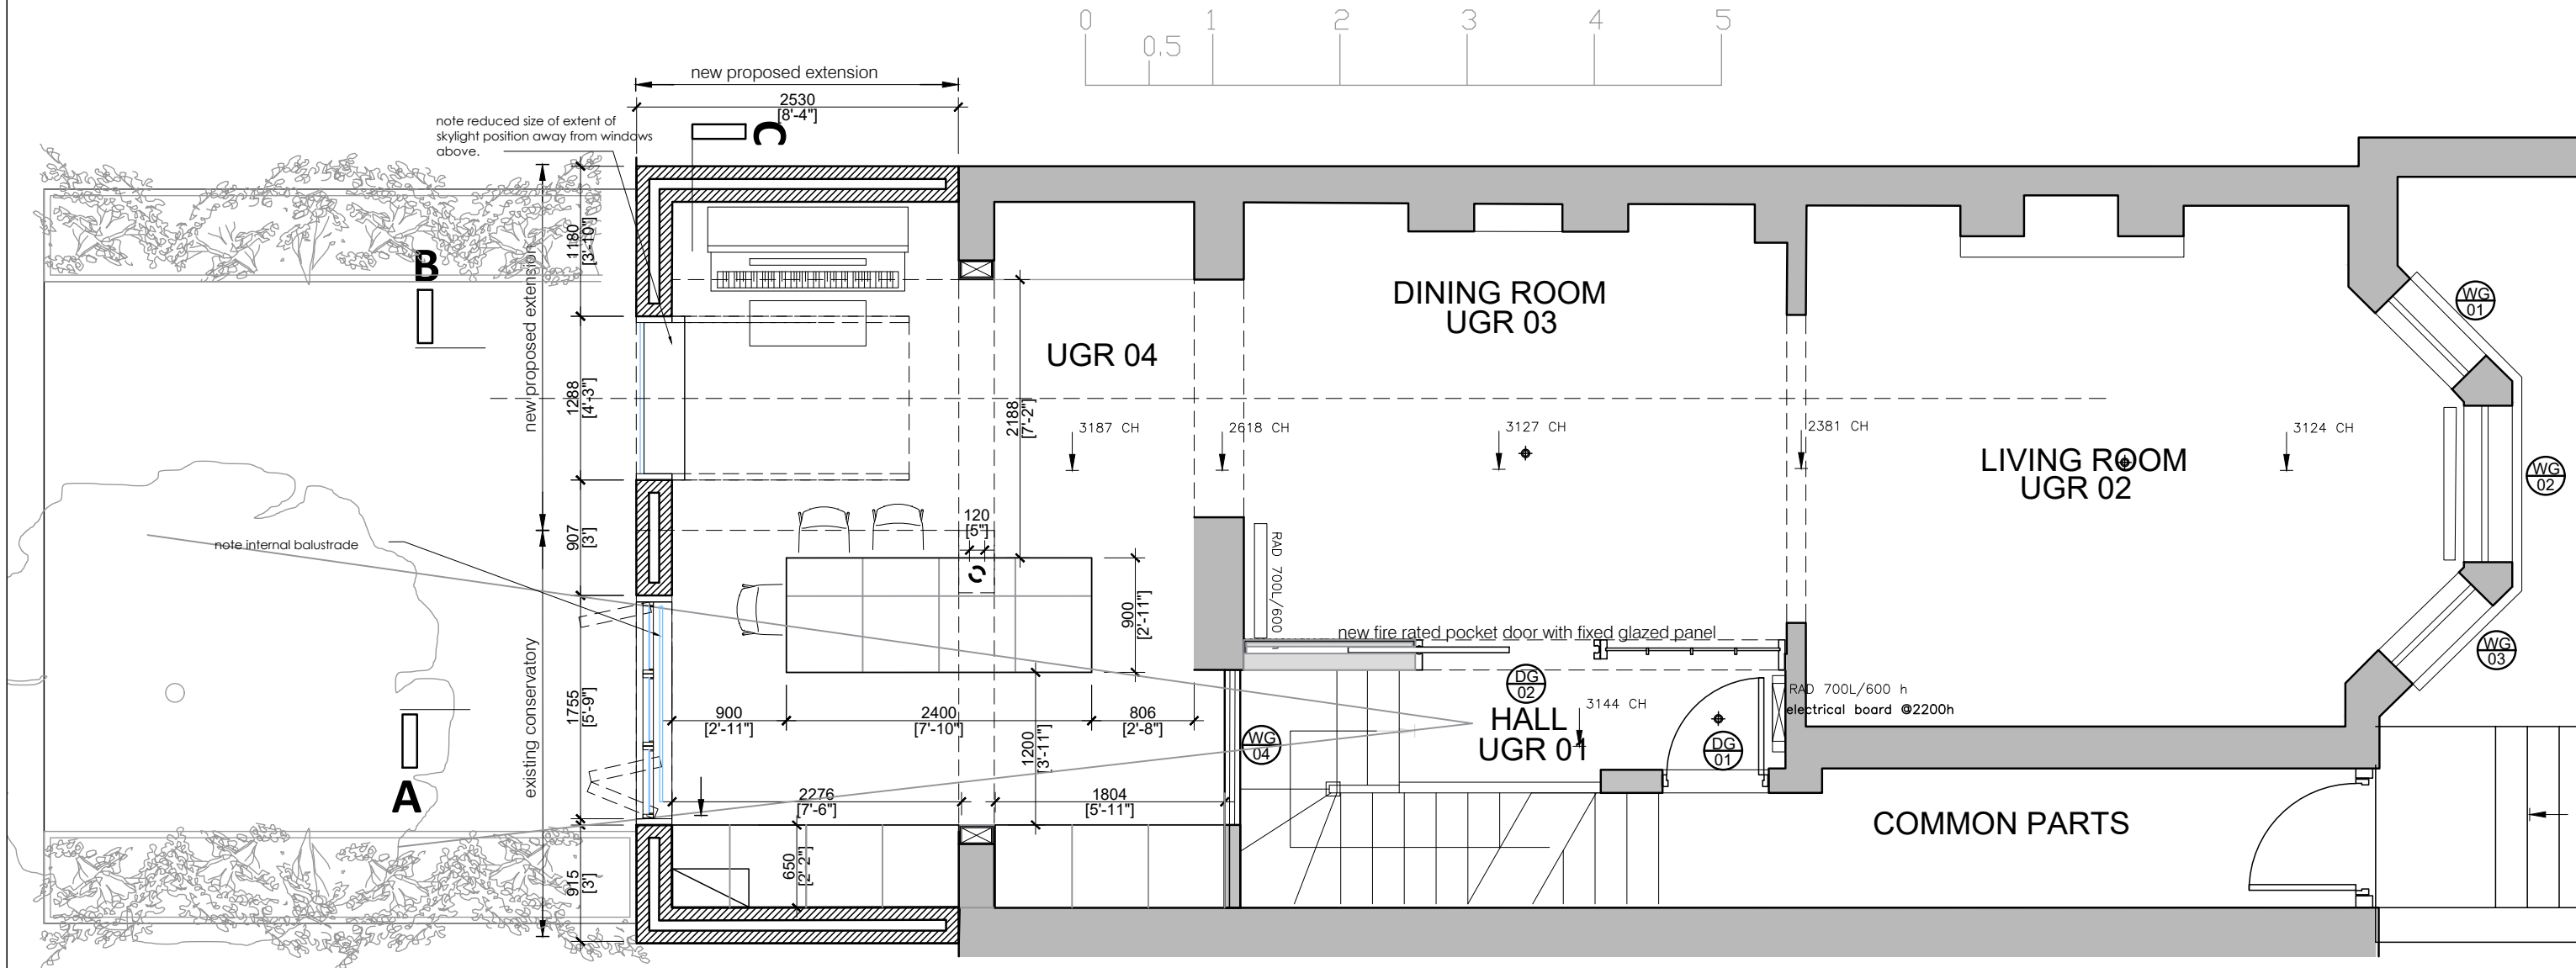 0
1
2
3
4
5
0.5
new proposed extension
2530
[8'-4"]
note reduced size of extent of
skylight position away from windows
above.
C
B
new proposed extension
1180
[3'-10"]
1288
[4'-3"]
907
[3']
1755
[5'-9"]
915
[3']
existing conservatory
note internal balustrade
A
UGR 04
2188
[7'-2"]
120
[5"]
900
[2'-11"]
900
[2'-11"]
2400
[7'-10"]
806
[2'-8"]
1200
[3'-11"]
2276
[7'-6"]
1804
[5'-11"]
650
[2'-2"]
3187 CH
2618 CH
DINING ROOM
UGR 03
3127 CH
2381 CH
LIVING ROOM
UGR 02
3124 CH
WG
01
WG
02
WG
03
RAD 700L/600
new fire rated pocket door with fixed glazed panel
DG
02
3144 CH
HALL
UGR 01
WG
04
DG
01
RAD 700L/600 h
electrical board @2200h
COMMON PARTS